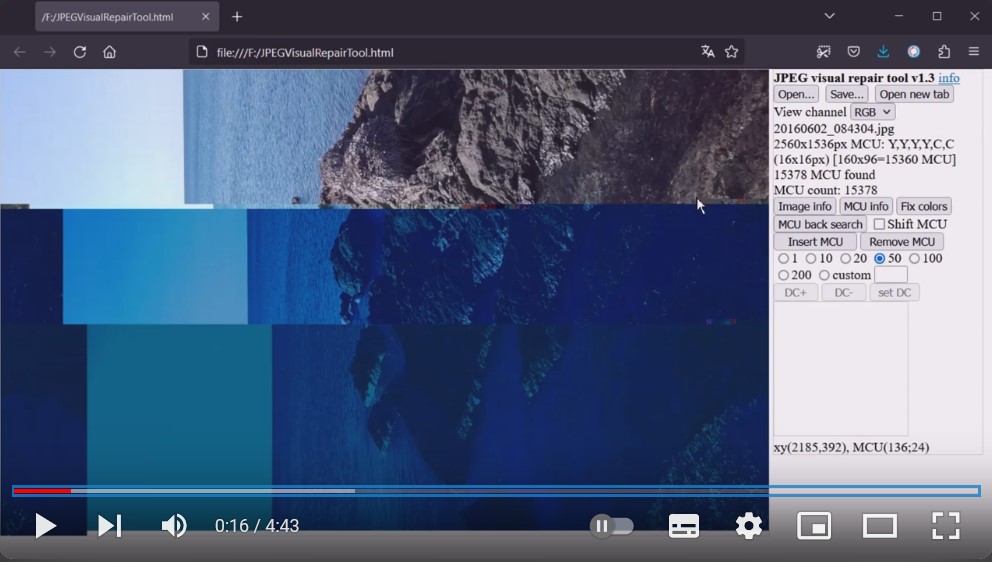 /F:/JPEGVisualRepairTool.html
file:///F:/JPEGVisualRepairTool.html
JPEG visual repair tool v1.3 info
Open... Save... Open new tab
View channel RGB
20160602_084304.jpg
2560x1536px MCU: Y,Y,Y,Y,C,C
(16x16px) [160x96=15360 MCU]
15378 MCU found
MCU count: 15378
Image info MCU info Fix colors
MCU back search Shift MCU
Insert MCU Remove MCU
1 10 20 50 100
200 custom
DC+ DC- set DC
xy(2185,392), MCU(136;24)
0:16 / 4:43